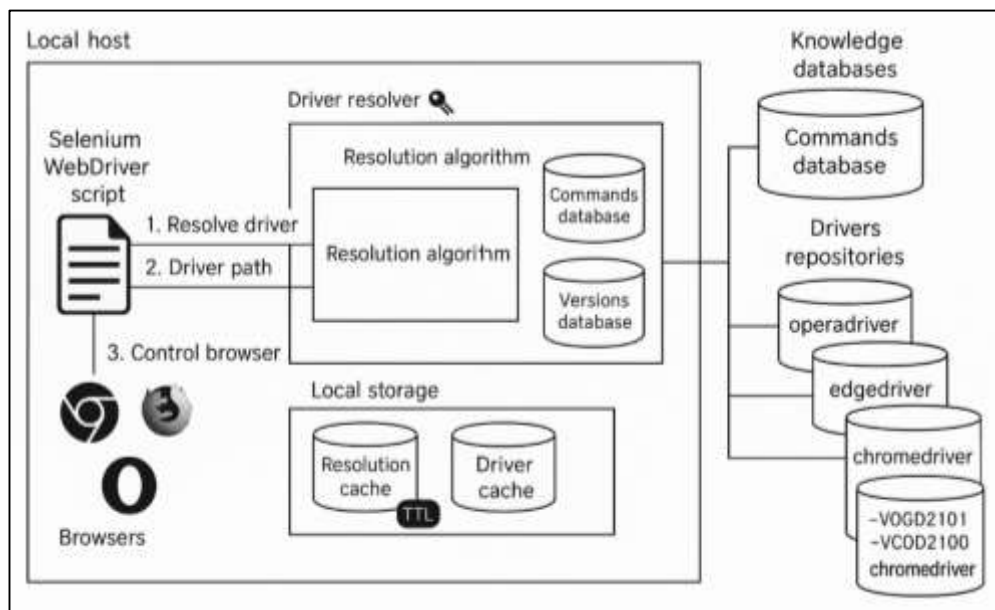 Local host
Knowledge
databases
Commands
database
Driver resolver
Selenium
WebDriver
script
Resolution algorithm
Commands
database
1. Resolve driver
Resolution algorithm
2. Driver path
Versions
database
3. Control browser
Drivers
repositories
operadriver
edgedriver
chromedriver
-VOGD2101
-VCOD2100
chromedriver
Local storage
Resolution
cache
TTL
Driver
cache
Browsers